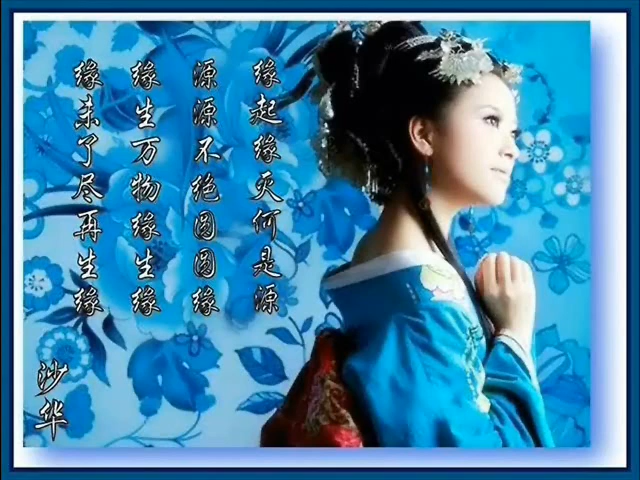 缘起缘灭何是源
源源不绝圆圆缘
缘生万物缘生缘
缘未了尽再生缘
沙华